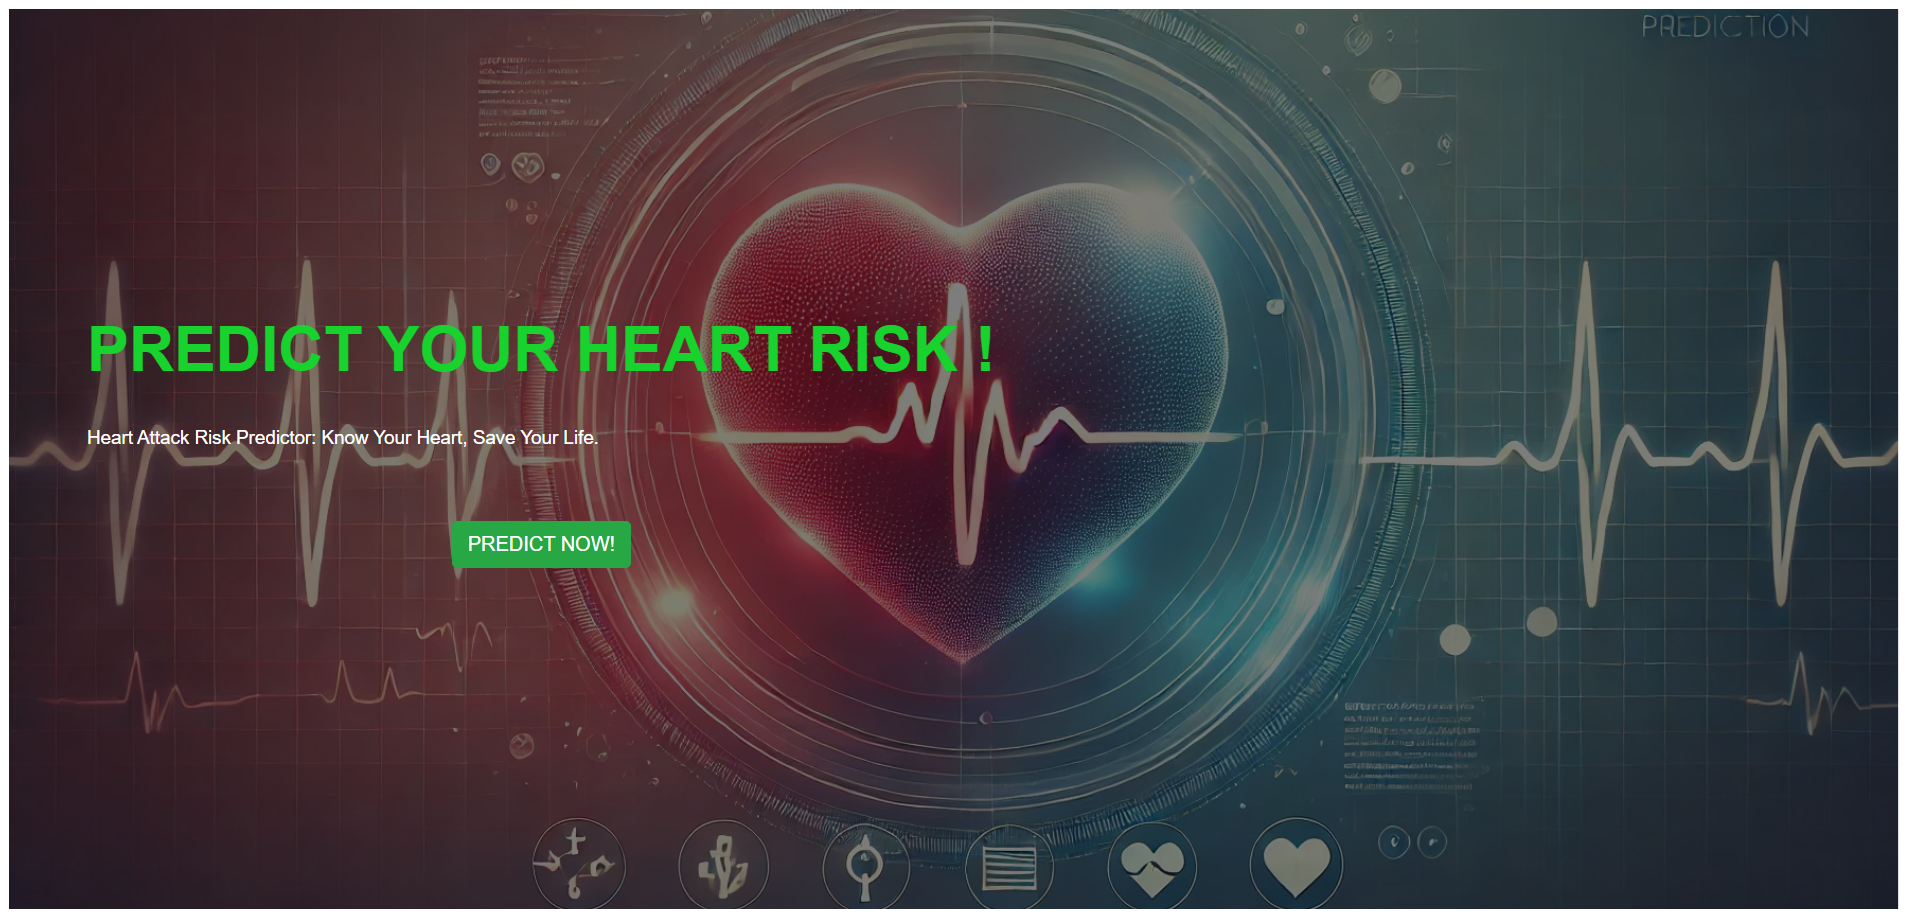 PREDICTION
PREDICT YOUR HEART RISK !
Heart Attack Risk Predictor: Know Your Heart, Save Your Life.
PREDICT NOW!